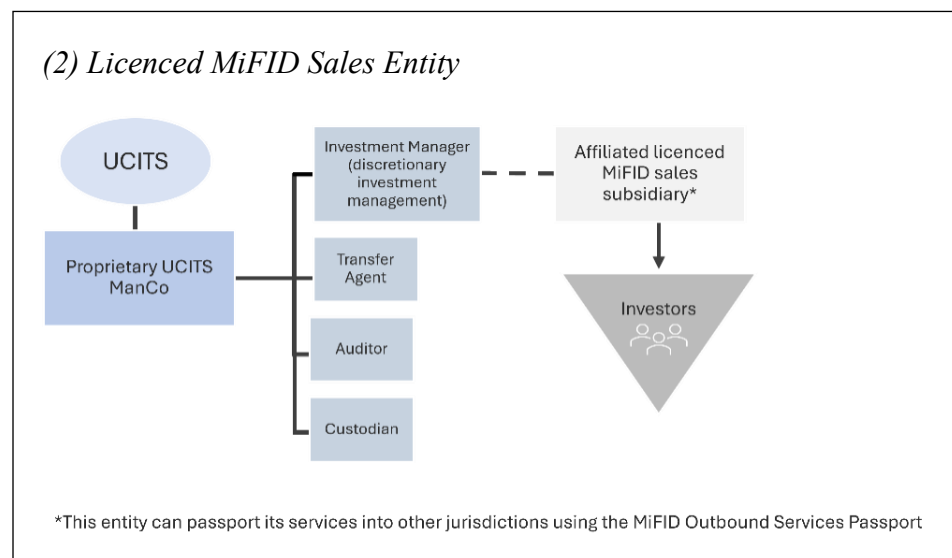 (2) Licenced MiFID Sales Entity
UCITS
Proprietary UCITS
ManCo
Investment Manager
(discretionary
investment
management)
Transfer
Agent
Auditor
Custodian
Affiliated licenced
MiFID sales
subsidiary*
Investors
*This entity can passport its services into other jurisdictions using the MiFID Outbound Services Passport